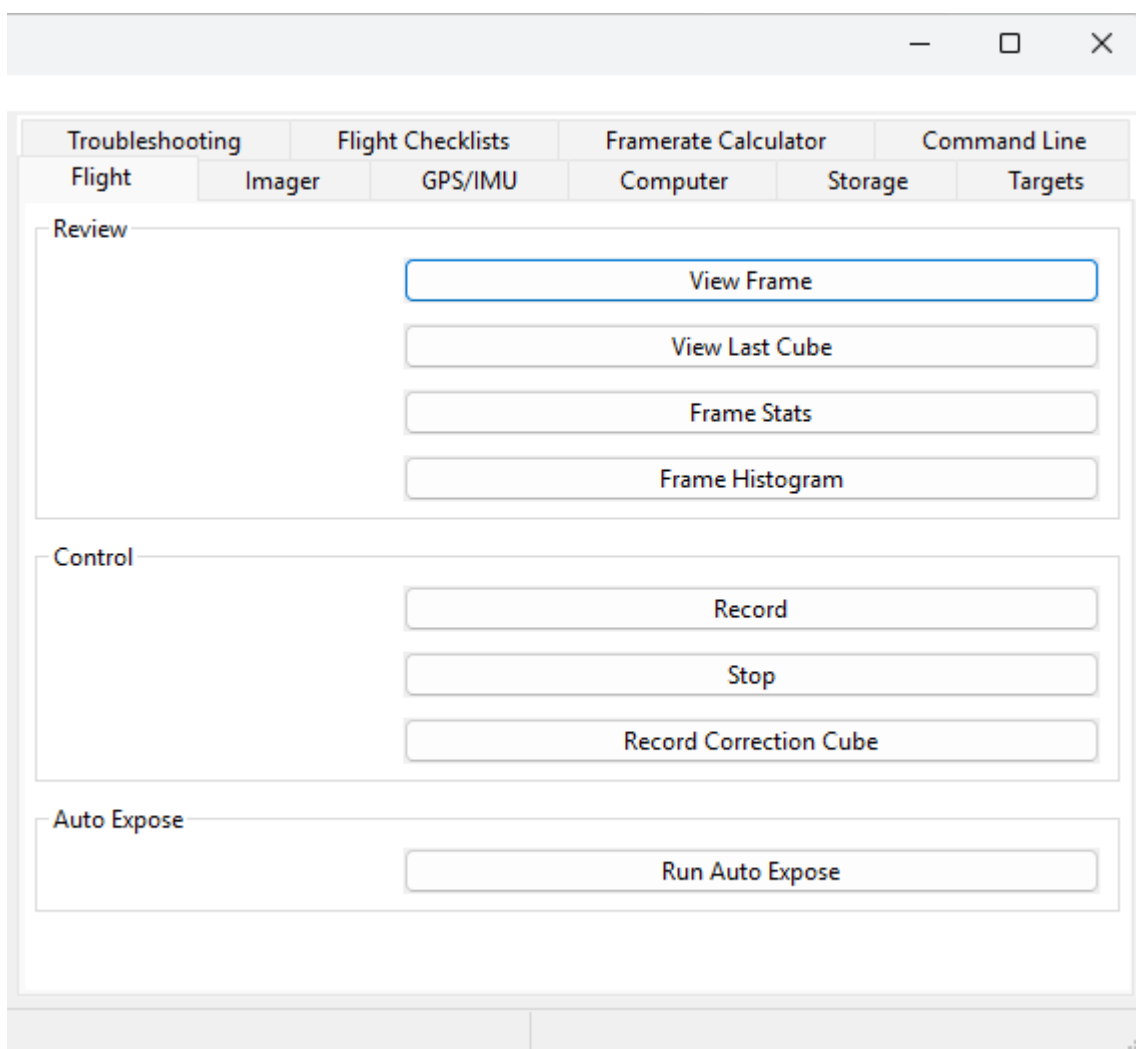 Troubleshooting Flight Checklists Framerate Calculator Command Line
Flight Imager GPS/IMU Computer Storage Targets
Review
View Frame
View Last Cube
Frame Stats
Frame Histogram
Control
Record
Stop
Record Correction Cube
Auto Expose
Run Auto Expose